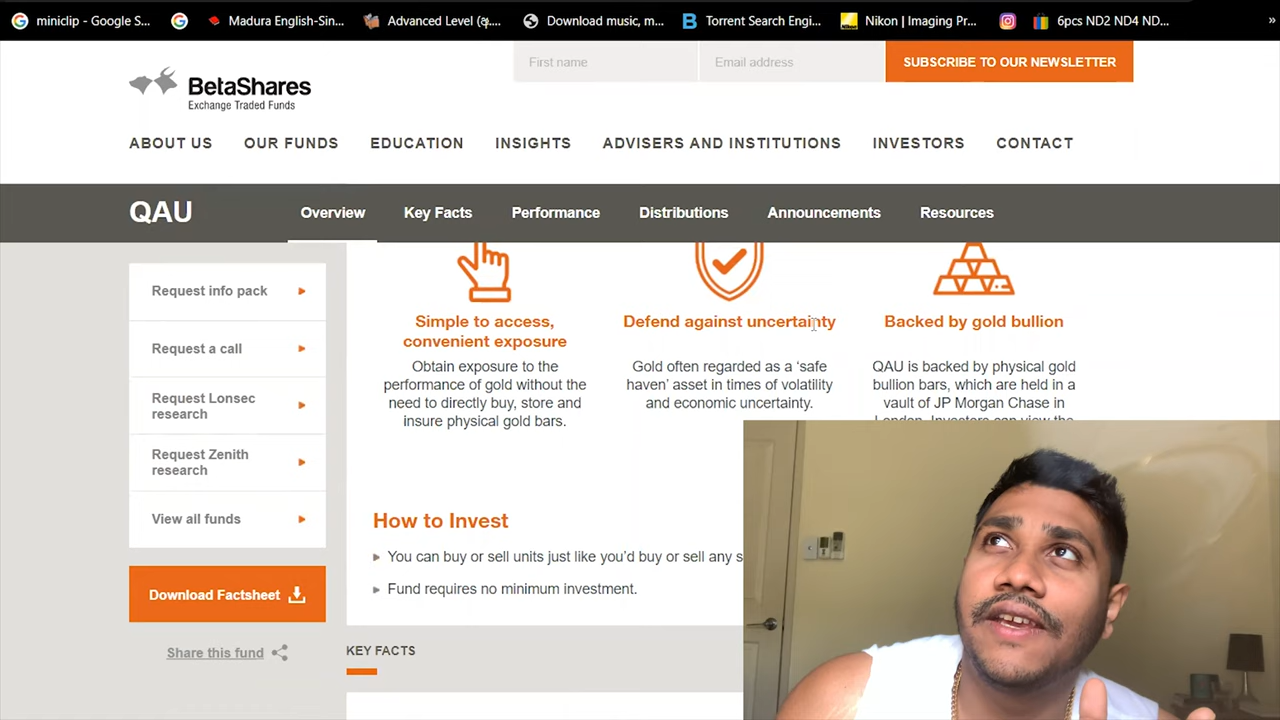 miniclip - Google S...
Madura English-Sin...
Download music, m...
Torrent Search Engi...
Nikon | Imaging Pr...
6pcs ND2 ND4 ND...
»
First name
Email address
SUBSCRIBE TO OUR NEWSLETTER
BetaShares
Exchange Traded Funds
ABOUT US
OUR FUNDS
EDUCATION
INSIGHTS
ADVISERS AND INSTITUTIONS
INVESTORS
CONTACT
QAU
Overview
Key Facts
Performance
Distributions
Announcements
Resources
Request info pack
Request a call
Request Lonsec
research
Request Zenith
research
View all funds
Download Factsheet
Share this fund
Simple to access,
convenient exposure
Obtain exposure to the
performance of gold without the
need to directly buy, store and
insure physical gold bars.
Defend against uncertainty
Gold often regarded as a ‘safe
haven’ asset in times of volatility
and economic uncertainty.
Backed by gold bullion
QAU is backed by physical gold
bullion bars, which are held in a
vault of JP Morgan Chase in
London. Investors can view the
How to Invest
You can buy or sell units just like you’d buy or sell any
Fund requires no minimum investment.
KEY FACTS